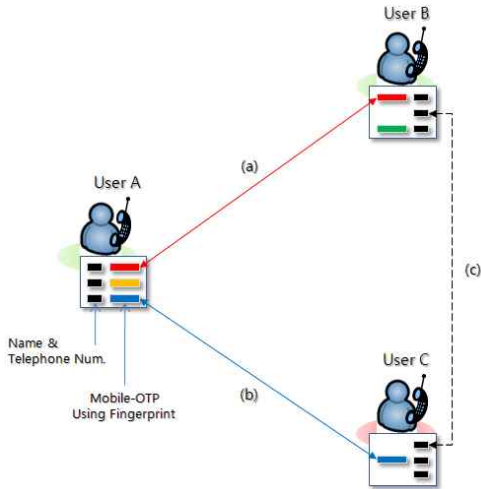 User B
(a)
User A
(c)
Name &
Telephone Num.
User C
Mobile-OTP
Using Fingerprint
(b)